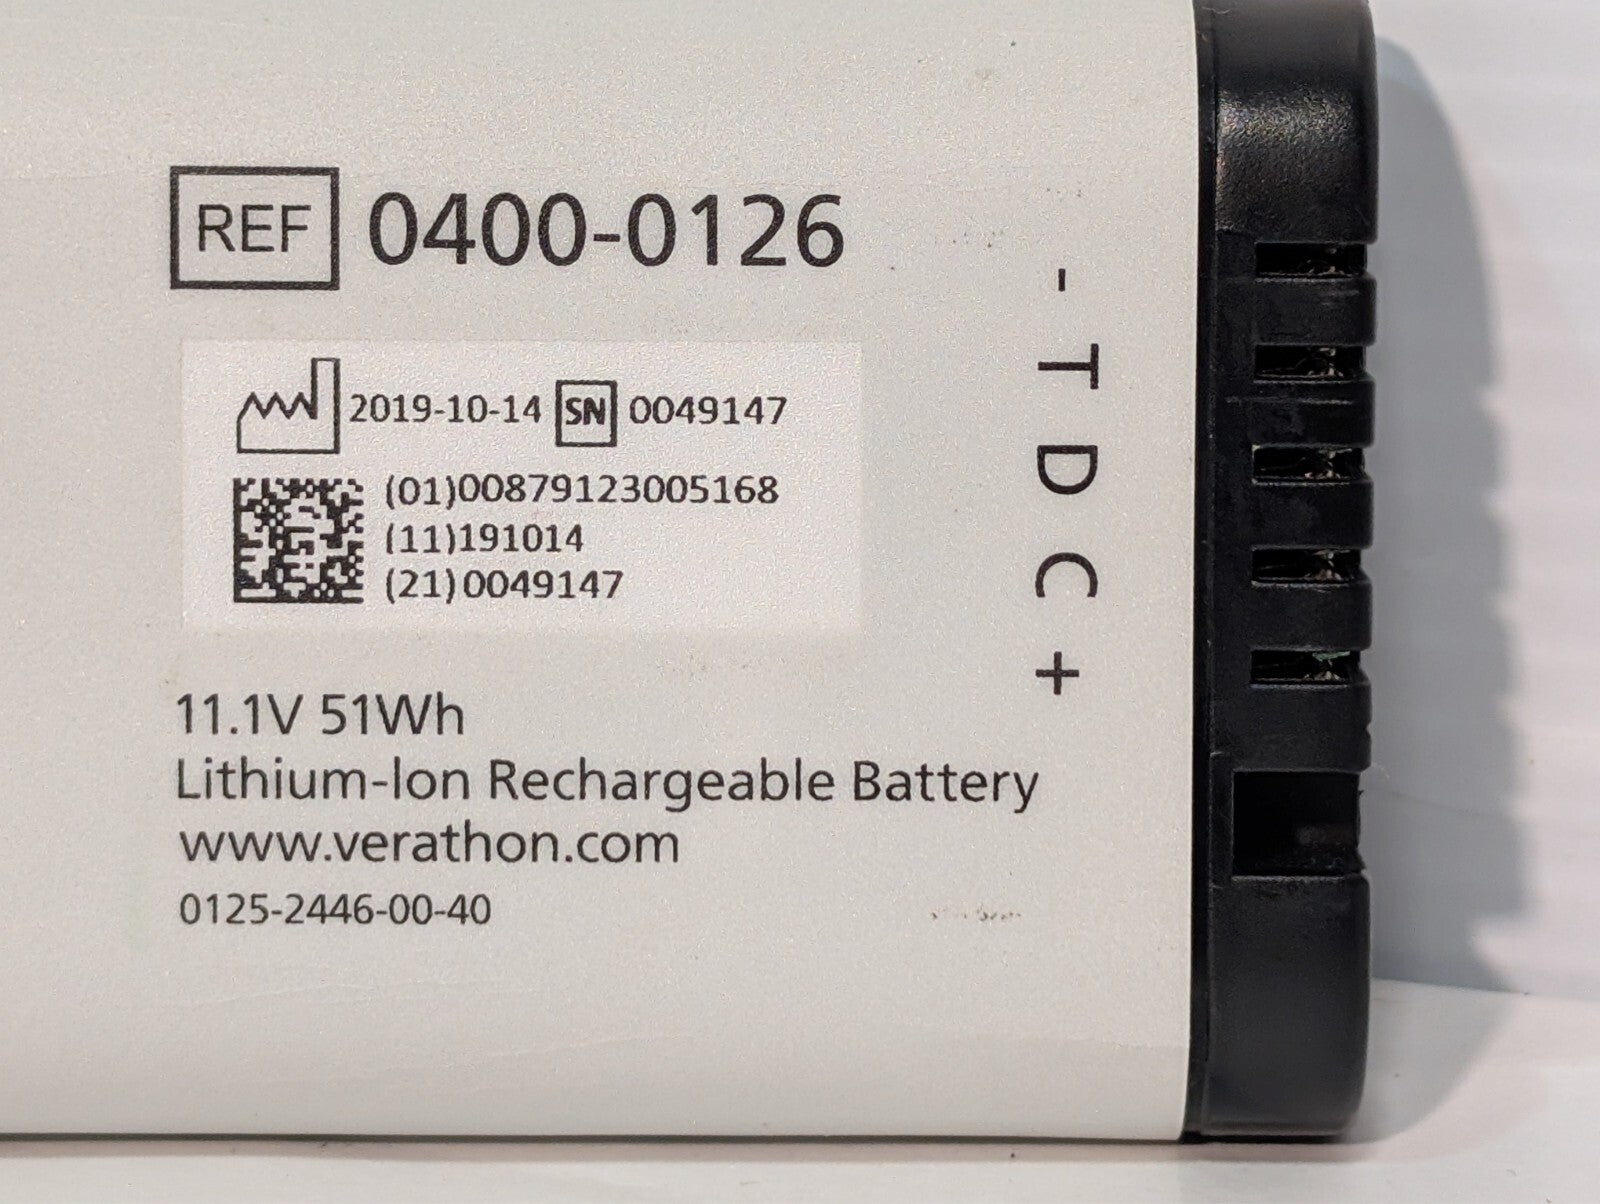 REF 0400-0126
2019-10-14 SN 0049147
(01)00879123005168
(11)191014
(21)0049147
11.1V 51Wh
Lithium-Ion Rechargeable Battery
www.verathon.com
0125-2446-00-40
- T D C +